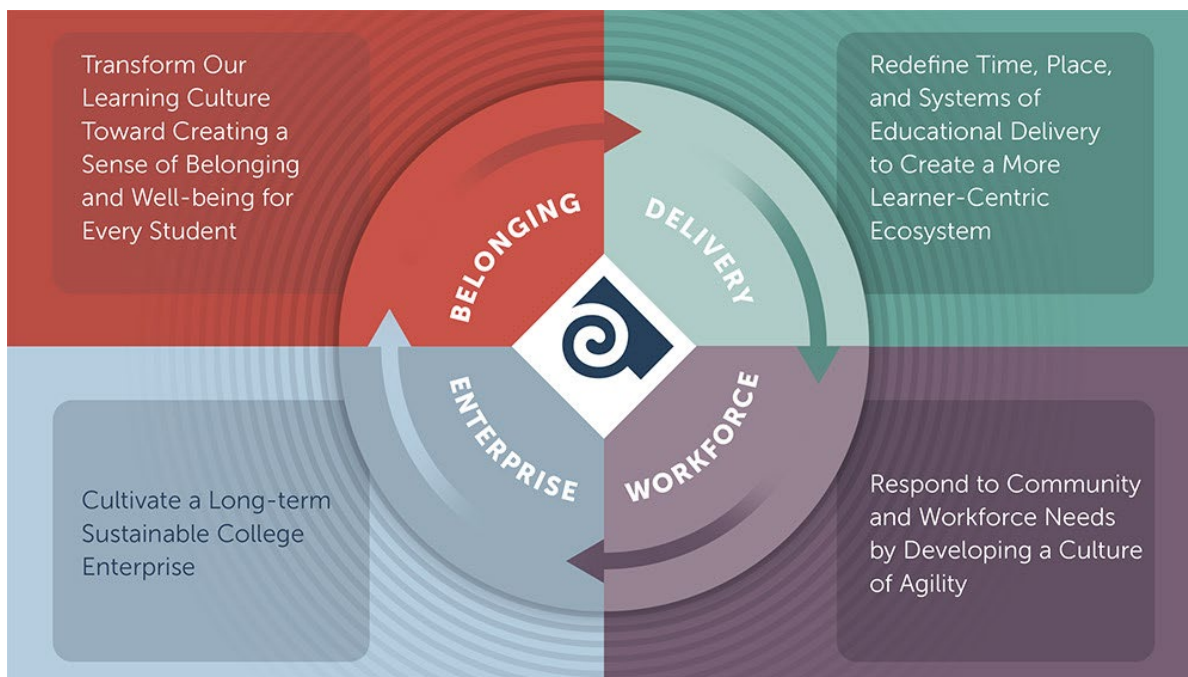 Transform Our
Learning Culture
Toward Creating a
Sense of Belonging
and Well-being for
Every Student
BELONGING
DELIVERY
Redefine Time, Place,
and Systems of
Educational Delivery
to Create a More
Learner-Centric
Ecosystem
Cultivate a Long-term
Sustainable College
Enterprise
ENTERPRISE
WORKFORCE
Respond to Community
and Workforce Needs
by Developing a Culture
of Agility